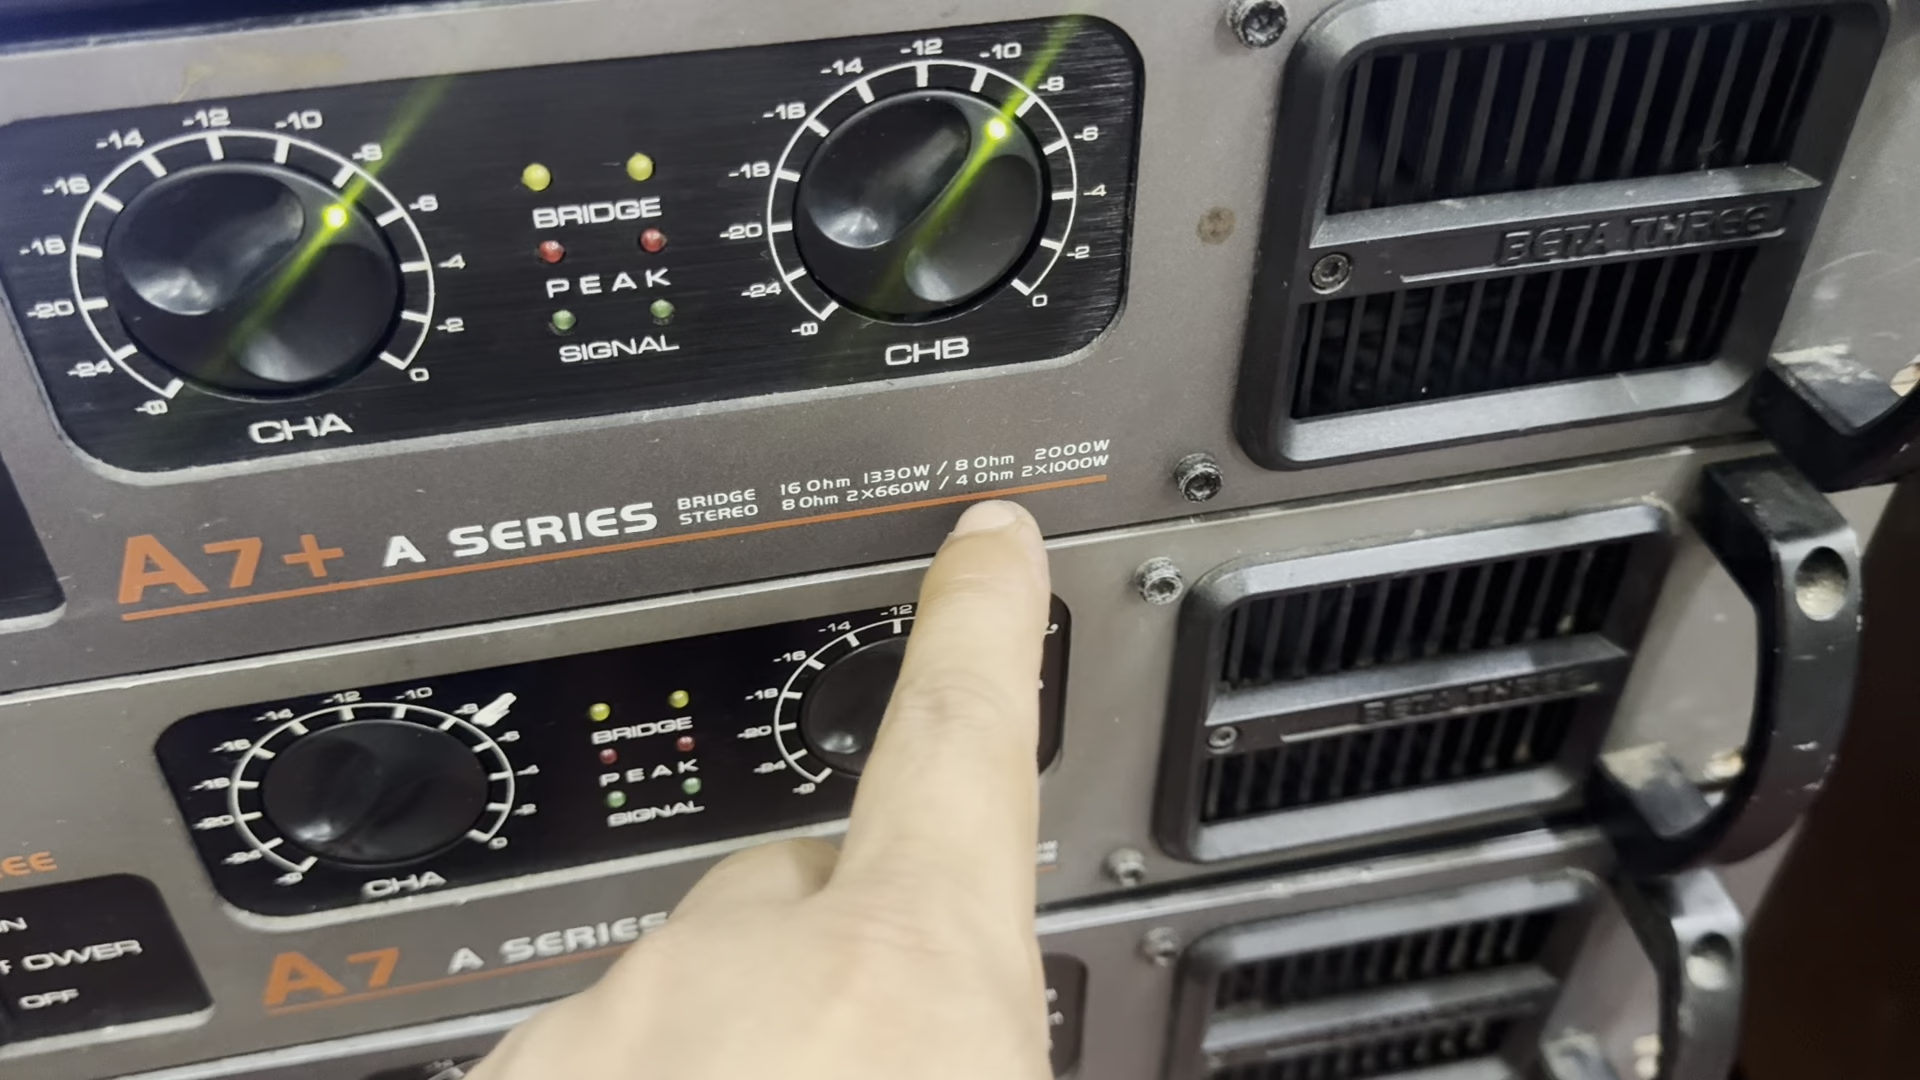 -∞ -24 -20 -18 -16 -14 -12 -10 -8 -6 -4 -2 0
CHA
BRIDGE
PEAK
SIGNAL
-∞ -24 -20 -18 -16 -14 -12 -10 -8 -6 -4 -2 0
CHB
BETA THREE
A7+ A SERIES
BRIDGE 16 Ohm 1330W / 8 Ohm 2000W
STEREO 8 Ohm 2X660W / 4 Ohm 2X1000W
-∞ -24 -20 -18 -16 -14 -12 -10 -8 -6 -4 -2 0
CHA
BRIDGE
PEAK
SIGNAL
-∞ -24 -20 -18 -16 -14 -12
BETA THREE
EE
POWER
OFF
A7 A SERIES